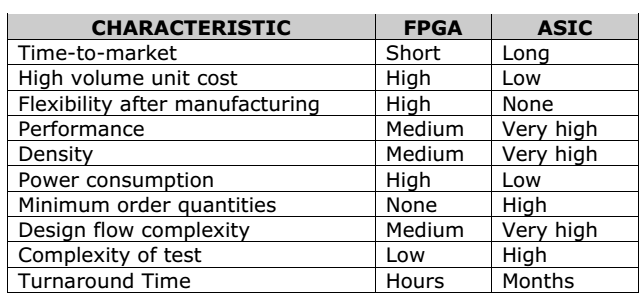 CHARACTERISTIC FPGA ASIC
Time-to-market Short Long
High volume unit cost High Low
Flexibility after manufacturing High None
Performance Medium Very high
Density Medium Very high
Power consumption High Low
Minimum order quantities None High
Design flow complexity Medium Very high
Complexity of test Low High
Turnaround Time Hours Months